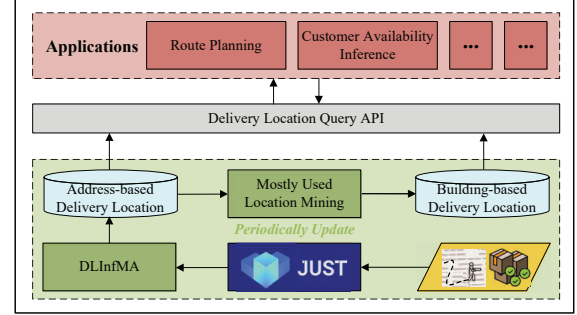 Applications
Route Planning
Customer Availability
Inference
...
...
Delivery Location Query API
Address-based
Delivery Location
Mostly Used
Location Mining
Building-based
Delivery Location
Periodically Update
DLInfMA
JUST